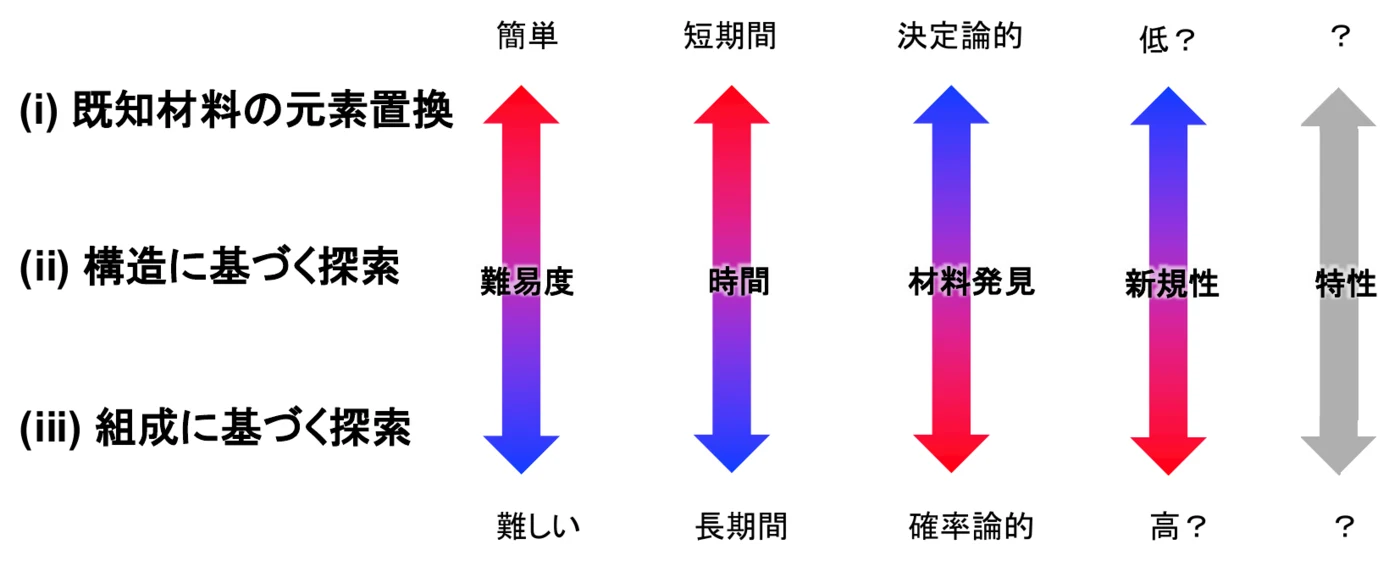 簡単 短期間 決定論的 低？ ？
(i) 既知材料の元素置換
(ii) 構造に基づく探索
難易度 時間 材料発見 新規性 特性
(iii) 組成に基づく探索
難しい 長期間 確率論的 高？ ？